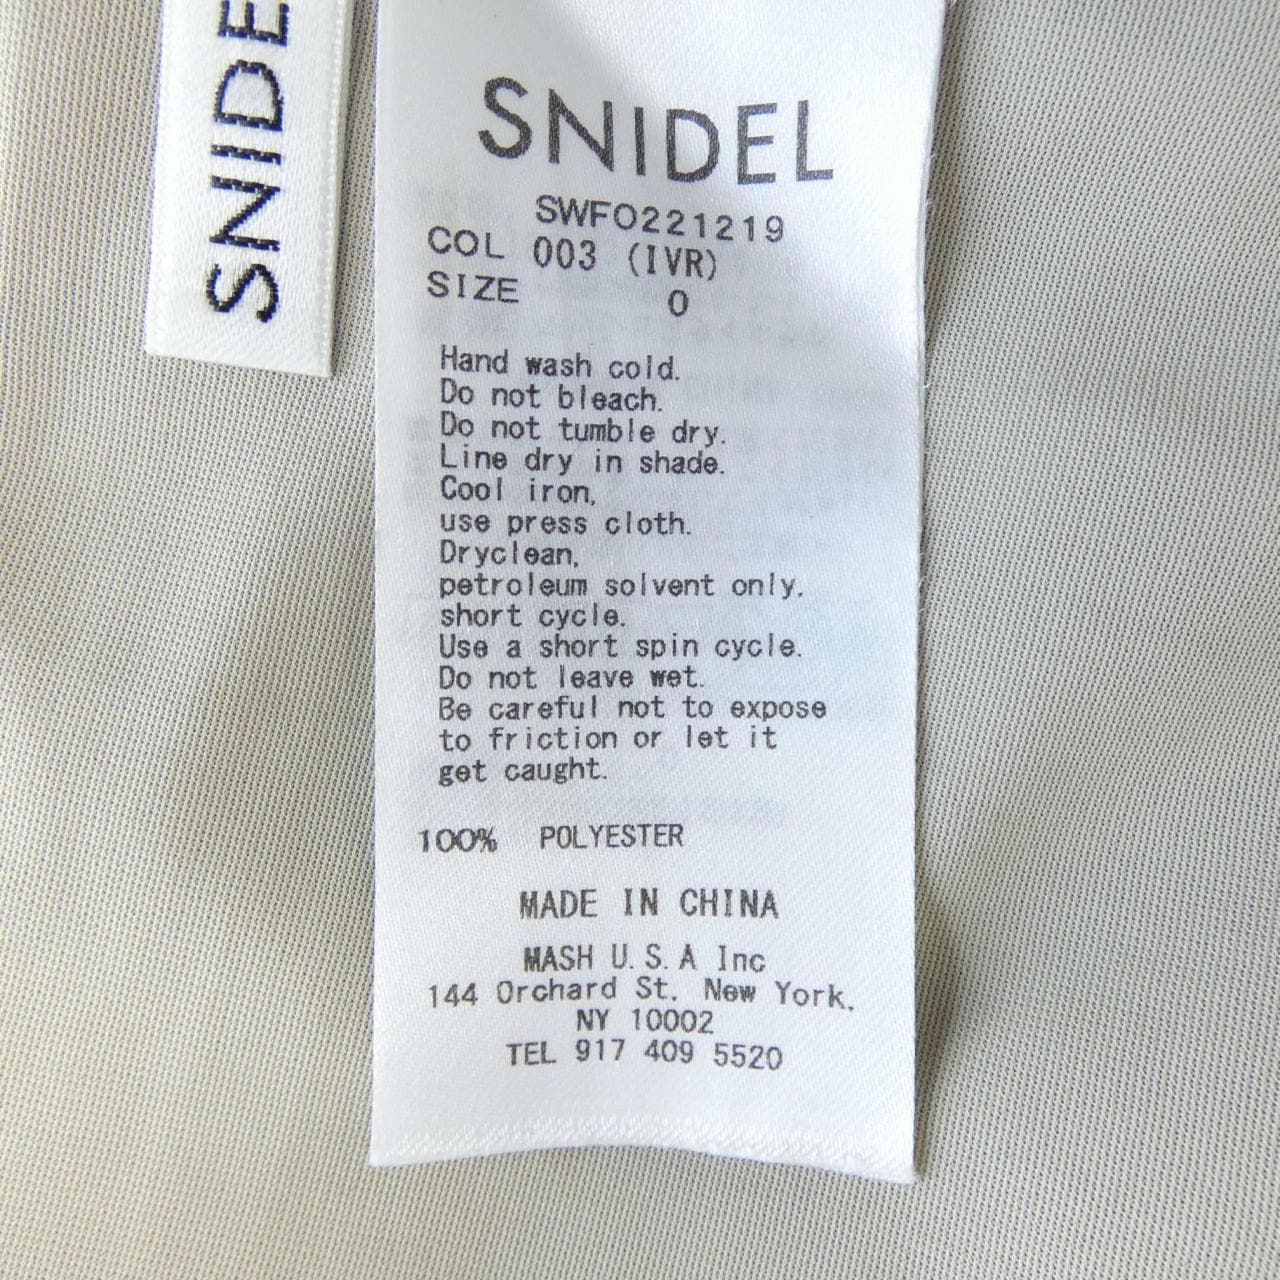 SNIDE
SNIDEL
SWFO221219
COL 003 (IVR)
SIZE 0
Hand wash cold.
Do not bleach.
Do not tumble dry.
Line dry in shade.
Cool iron,
use press cloth.
Dryclean,
petroleum solvent only.
short cycle.
Use a short spin cycle.
Do not leave wet.
Be careful not to expose
to friction or let it
get caught.
100% POLYESTER
MADE IN CHINA
MASH U.S.A Inc
144 Orchard St. New York,
NY 10002
TEL 917 409 5520